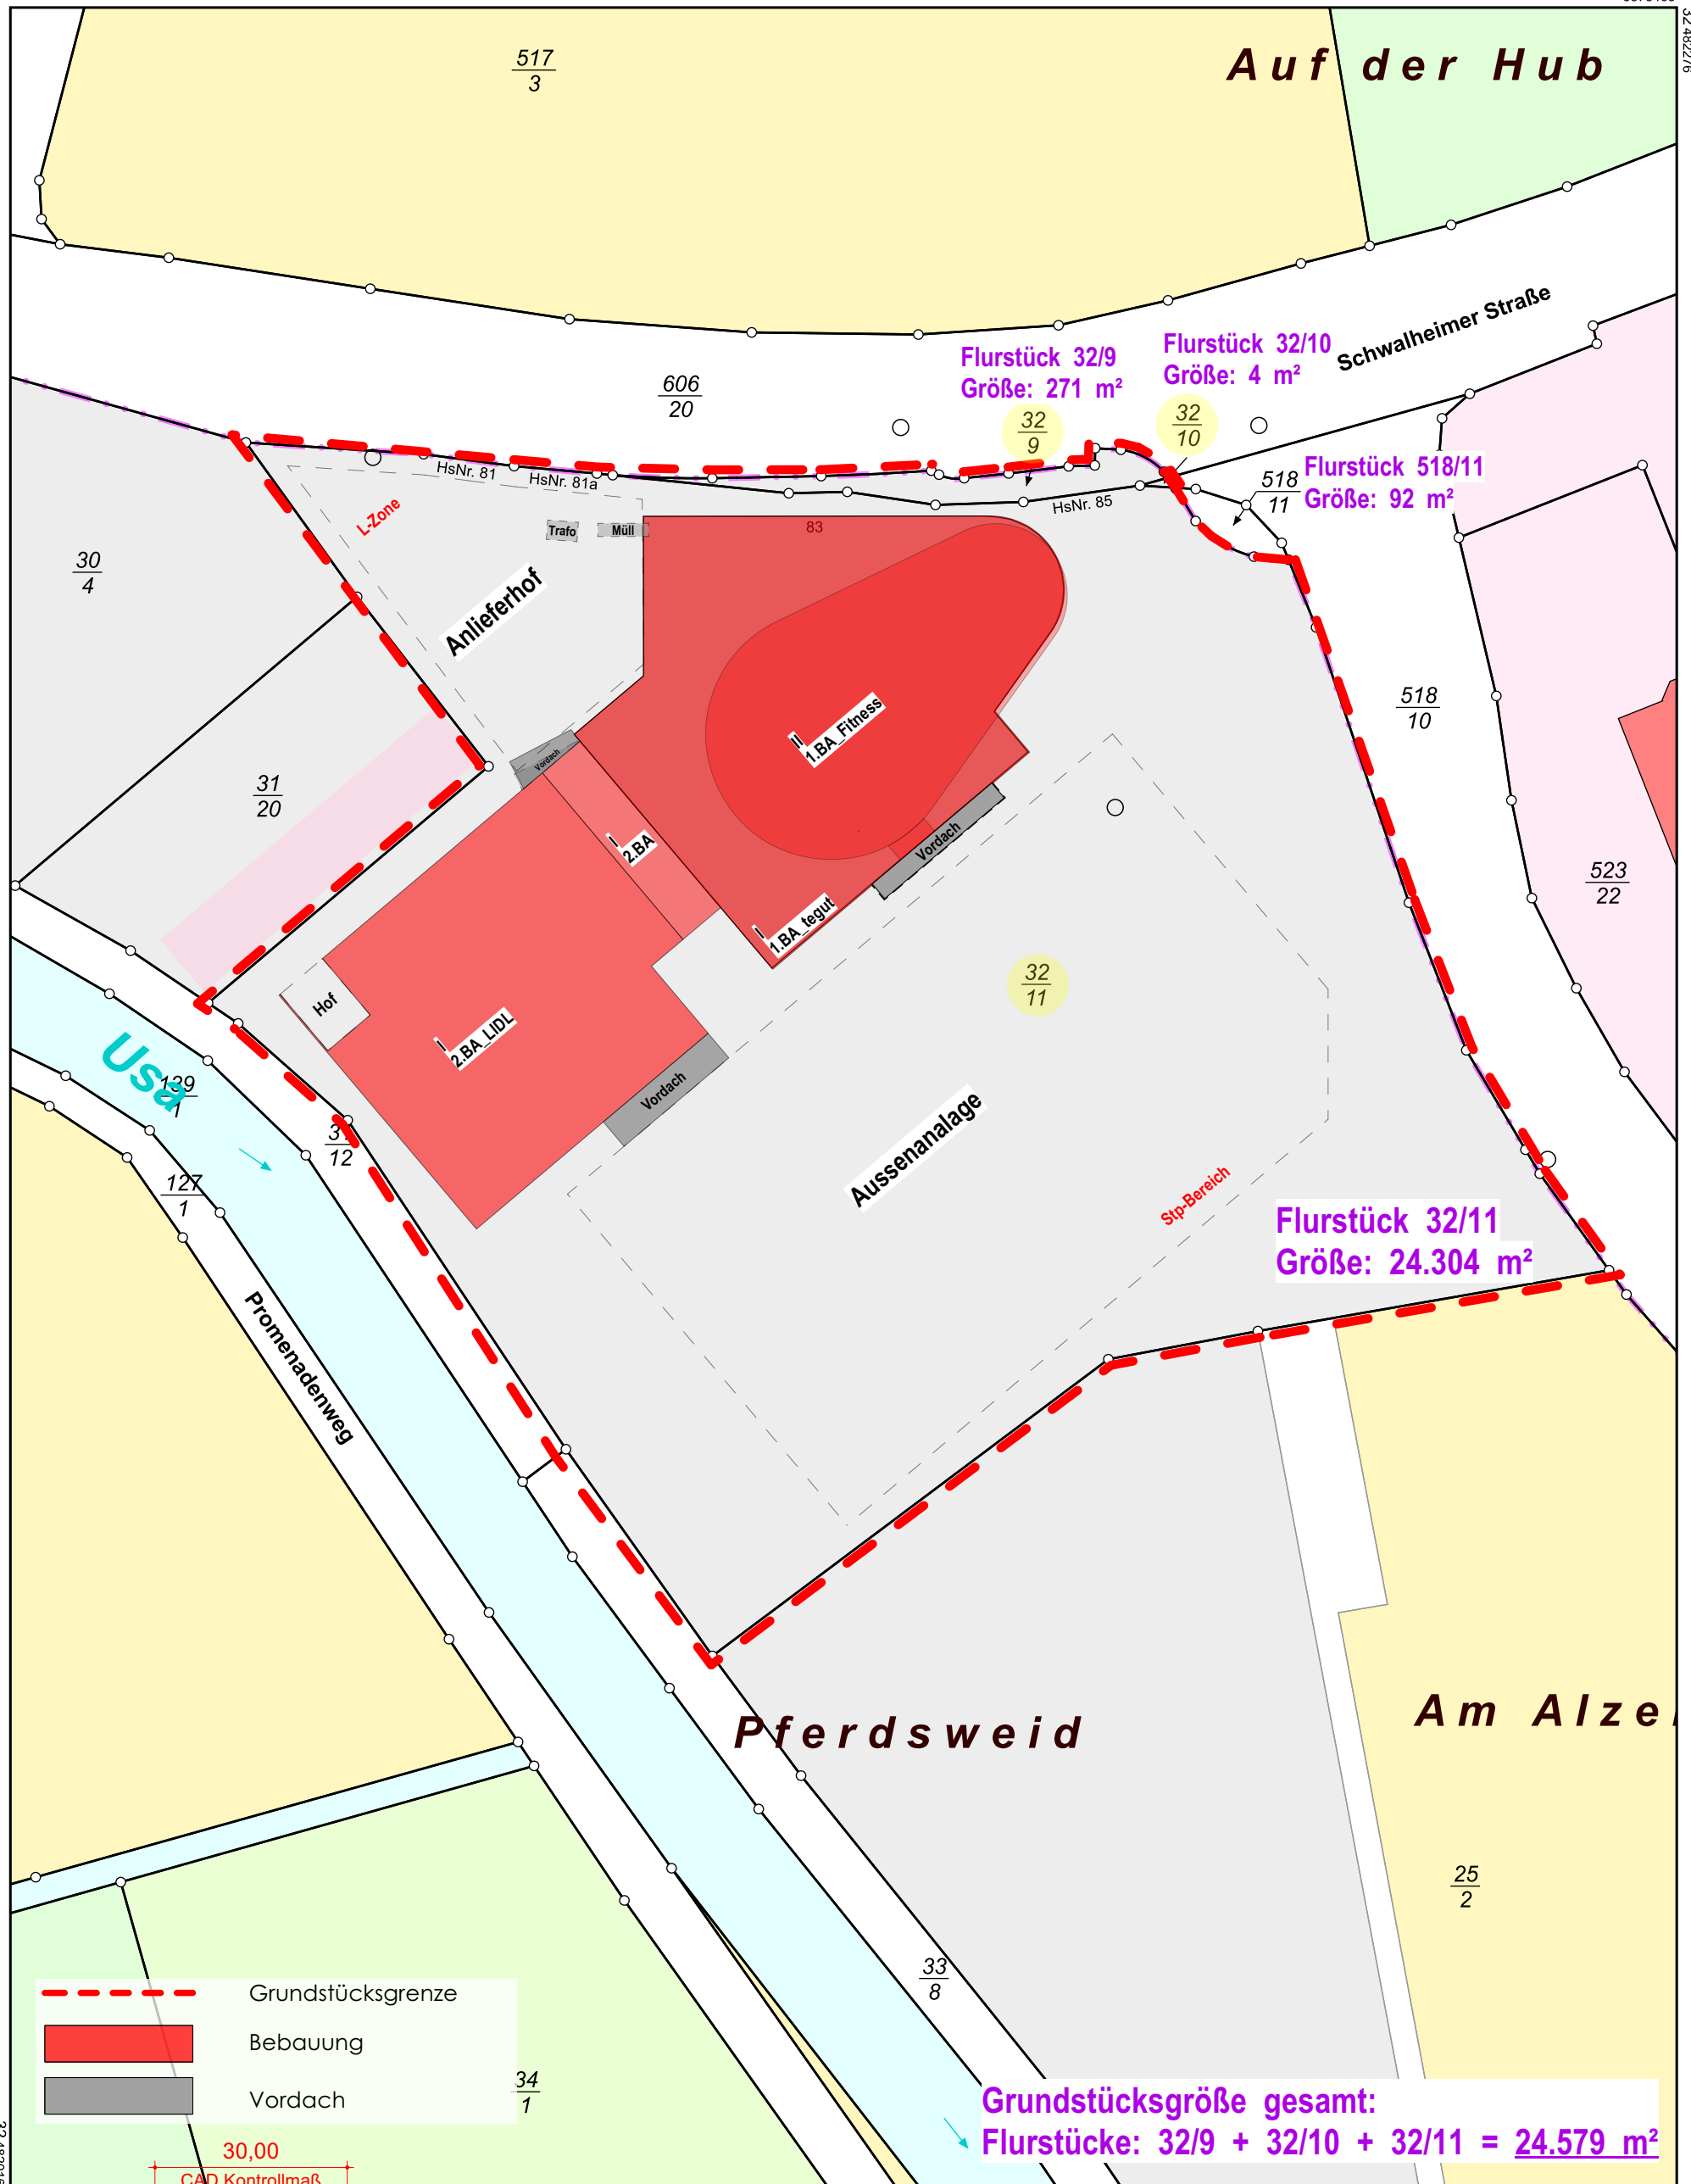 32 482276
517
3
Auf der Hub
Schwalheimer Straße
Flurstück 32/9
Größe: 271 m²
Flurstück 32/10
Größe: 4 m²
606
20
32
9
32
10
Flurstück 518/11
Größe: 92 m²
518
11
HsNr. 81
HsNr. 81a
HsNr. 85
83
L-Zone
Trafo
Müll
30
4
Anlieferhof
518
10
II
1.BA_Fitness
Vordach
31
20
I
2.BA
Vordach
523
22
I
1.BA_tegut
32
11
Hof
I
2.BA_LIDL
Usa
139
1
Vordach
Aussenanalage
31
12
127
1
Stp-Bereich
Flurstück 32/11
Größe: 24.304 m²
Promenadenweg
Pferdsweid
Am Alze
25
2
33
8
Grundstücksgrenze
Bebauung
Vordach
34
1
Grundstücksgröße gesamt:
Flurstücke: 32/9 + 32/10 + 32/11 = 24.579 m²
30,00
CAD Kontrollmaß